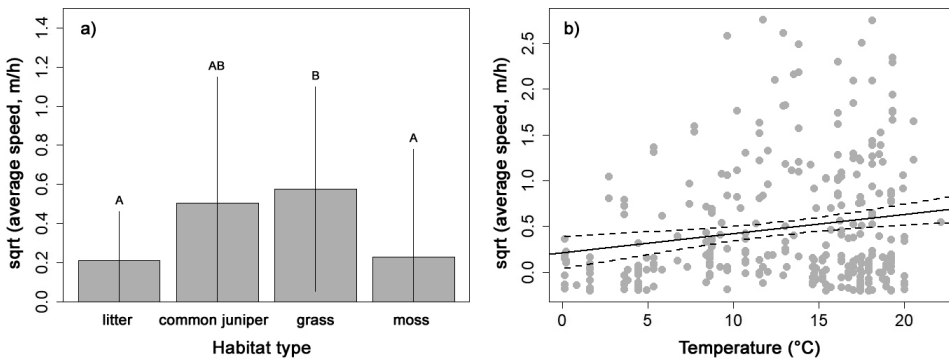 a)
sqrt (average speed, m/h)
1.4
1.2
1.0
0.8
0.6
0.4
0.2
0.0
A
AB
B
A
litter common juniper grass moss
Habitat type
b)
sqrt (average speed, m/h)
2.5
2.0
1.5
1.0
0.5
0.0
0 5 10 15 20
Temperature (°C)